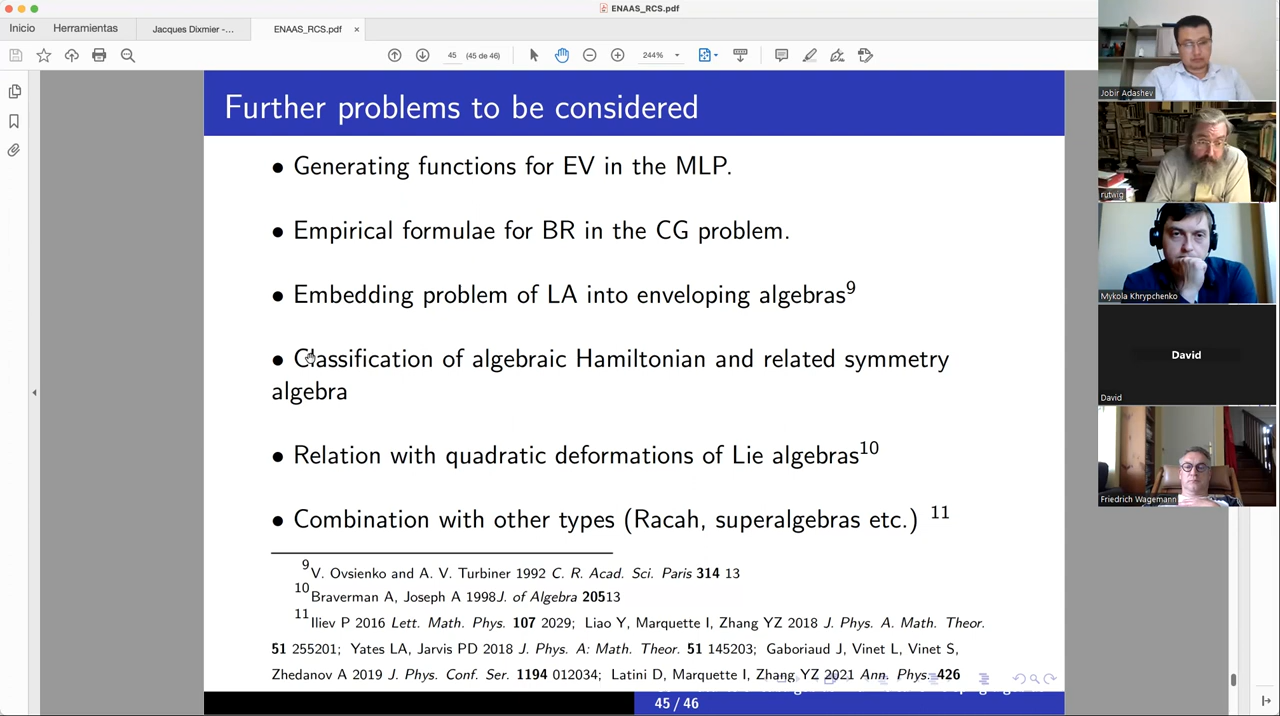 ENAAS_RCS.pdf
Inicio Herramientas Jacques Dixmier -... ENAAS_RCS.pdf ×
45 (45 de 46) 244%
Further problems to be considered
• Generating functions for EV in the MLP.
• Empirical formulae for BR in the CG problem.
• Embedding problem of LA into enveloping algebras9
• Classification of algebraic Hamiltonian and related symmetry
algebra
• Relation with quadratic deformations of Lie algebras10
• Combination with other types (Racah, superalgebras etc.) 11
9V. Ovsienko and A. V. Turbiner 1992 C. R. Acad. Sci. Paris 314 13
10Braverman A, Joseph A 1998J. of Algebra 20513
11Iliev P 2016 Lett. Math. Phys. 107 2029; Liao Y, Marquette I, Zhang YZ 2018 J. Phys. A. Math. Theor.
51 255201; Yates LA, Jarvis PD 2018 J. Phys. A: Math. Theor. 51 145203; Gaboriaud J, Vinet L, Vinet S,
Zhedanov A 2019 J. Phys. Conf. Ser. 1194 012034; Latini D, Marquette I, Zhang YZ 2021 Ann. Phys. 426
45 / 46
Jobir Adashev
rutwig
Mykola Khrypchenko
David
David
Friedrich Wagemann